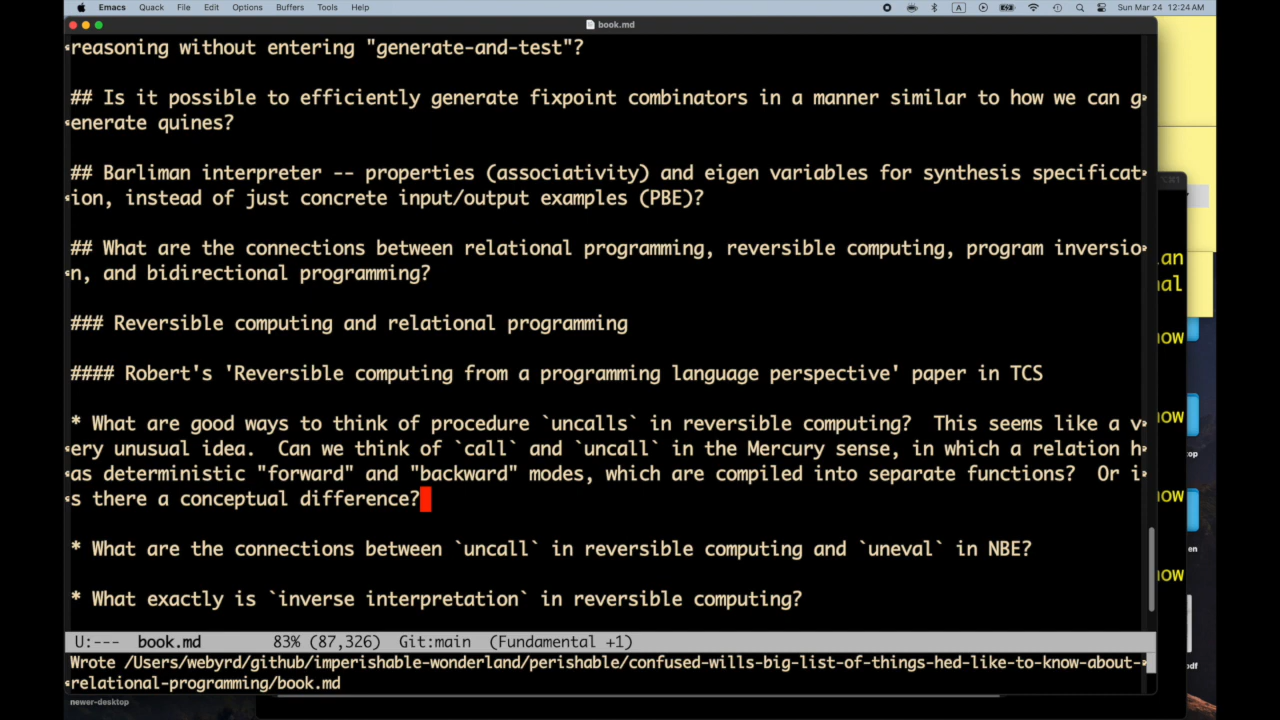 Emacs Quack File Edit Options Buffers Tools Help A Sun Mar 24 12:24 AM
book.md
reasoning without entering "generate-and-test"?
## Is it possible to efficiently generate fixpoint combinators in a manner similar to how we can g
enerate quines?
## Barliman interpreter -- properties (associativity) and eigen variables for synthesis specificat
ion, instead of just concrete input/output examples (PBE)?
## What are the connections between relational programming, reversible computing, program inversio
n, and bidirectional programming?
### Reversible computing and relational programming
#### Robert's 'Reversible computing from a programming language perspective' paper in TCS
* What are good ways to think of procedure `uncalls` in reversible computing?  This seems like a v
ery unusual idea.  Can we think of `call` and `uncall` in the Mercury sense, in which a relation h
as deterministic "forward" and "backward" modes, which are compiled into separate functions?  Or i
s there a conceptual difference?
* What are the connections between `uncall` in reversible computing and `uneval` in NBE?
* What exactly is `inverse interpretation` in reversible computing?
U:--- book.md 83% (87,326) Git:main (Fundamental +1)
Wrote /Users/webyrd/github/imperishable-wonderland/perishable/confused-wills-big-list-of-things-hed-like-to-know-about-
relational-programming/book.md
newer-desktop